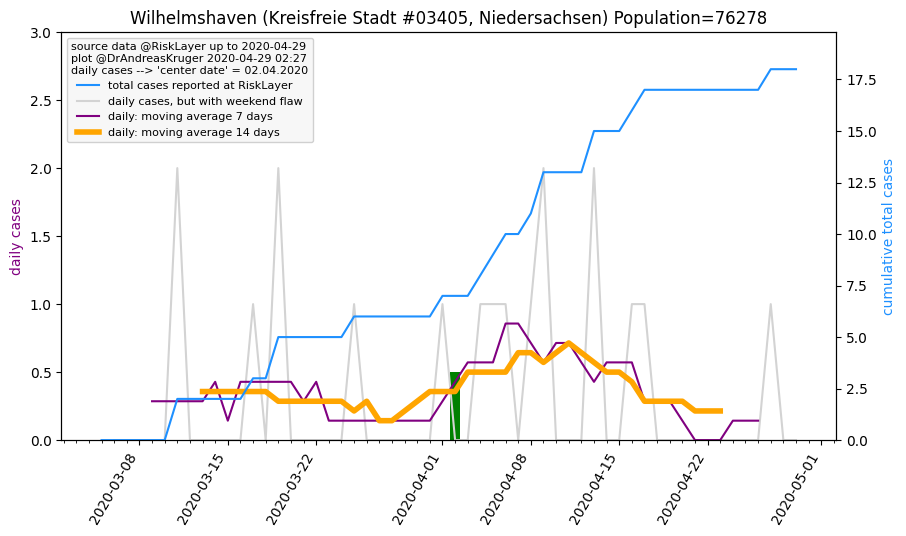 Wilhelmshaven (Kreisfreie Stadt #03405, Niedersachsen) Population=76278
source data @RiskLayer up to 2020-04-29
plot @DrAndreasKruger 2020-04-29 02:27
daily cases --> 'center date' = 02.04.2020
total cases reported at RiskLayer
daily cases, but with weekend flaw
daily: moving average 7 days
daily: moving average 14 days
daily cases
3.0
2.5
2.0
1.5
1.0
0.5
0.0
17.5
15.0
12.5
10.0
7.5
5.0
2.5
0.0
cumulative total cases
2020-03-08
2020-03-15
2020-03-22
2020-04-01
2020-04-08
2020-04-15
2020-04-22
2020-05-01